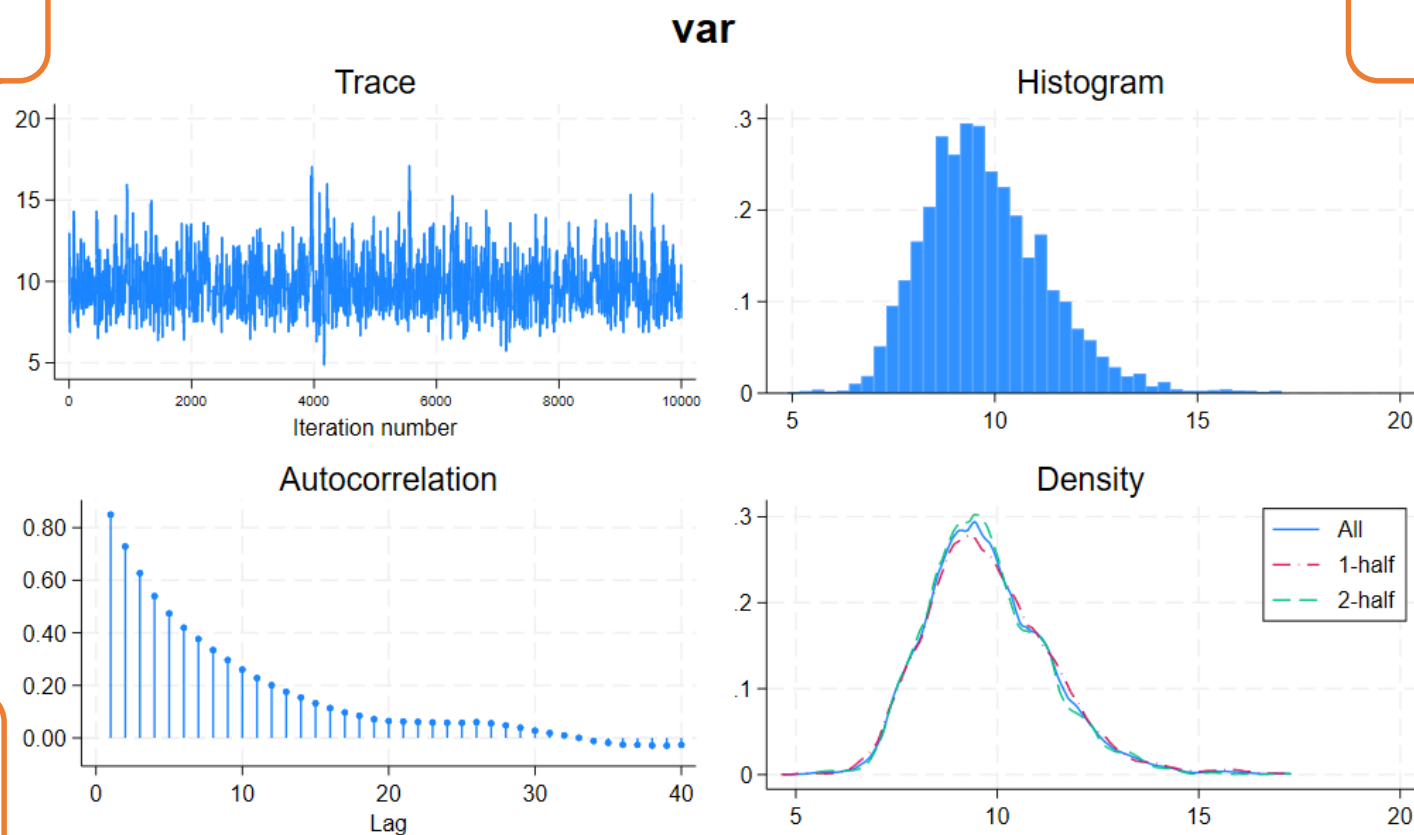 var
Trace
20
15
10
5
0 2000 4000 6000 8000 10000
Iteration number
Histogram
.3
.2
.1
0
5 10 15 20
Autocorrelation
0.80
0.60
0.40
0.20
0.00
0 10 20 30 40
Lag
Density
.3
.2
.1
0
5 10 15 20
All
1-half
2-half